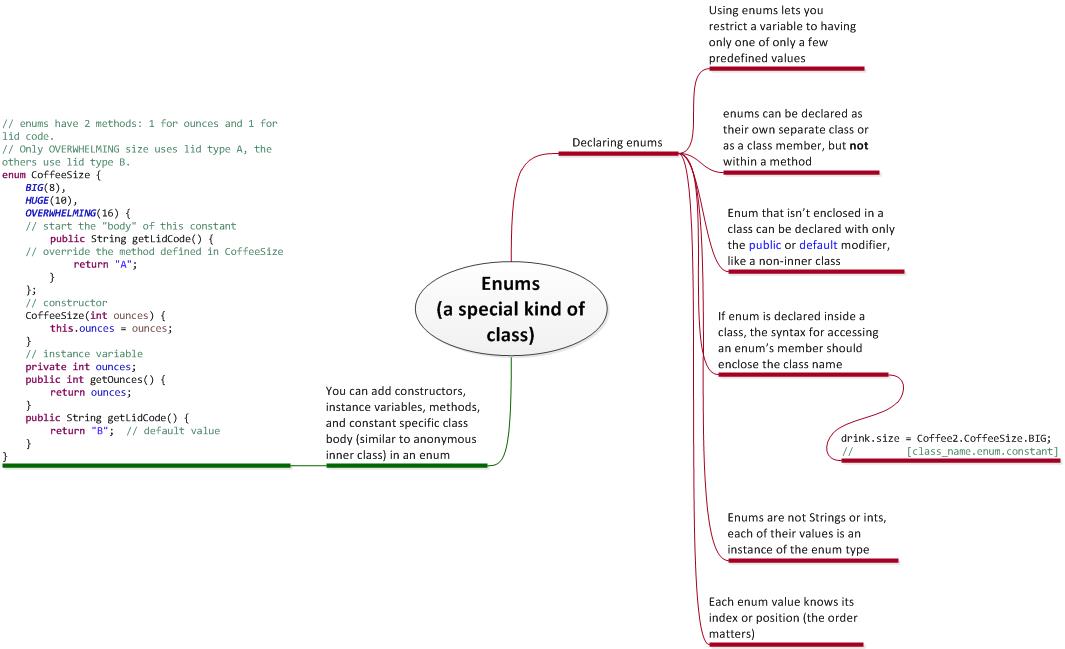 Enums
(a special kind of
class)
Declaring enums
Using enums lets you
restrict a variable to having
only one of only a few
predefined values
enums can be declared as
their own separate class or
as a class member, but not
within a method
Enum that isn’t enclosed in a
class can be declared with only
the public or default modifier,
like a non-inner class
If enum is declared inside a
class, the syntax for accessing
an enum’s member should
enclose the class name
drink.size = Coffee2.CoffeeSize.BIG;
//         [class_name.enum.constant]
Enums are not Strings or ints,
each of their values is an
instance of the enum type
Each enum value knows its
index or position (the order
matters)
You can add constructors,
instance variables, methods,
and constant specific class
body (similar to anonymous
inner class) in an enum
// enums have 2 methods: 1 for ounces and 1 for
lid code.
// Only OVERWHELMING size uses lid type A, the
others use lid type B.
enum CoffeeSize {
    BIG(8),
    HUGE(10),
    OVERWHELMING(16) {
    // start the "body" of this constant
        public String getLidCode() {
    // override the method defined in CoffeeSize
            return "A";
        }
    };
    // constructor
    CoffeeSize(int ounces) {
        this.ounces = ounces;
    }
    // instance variable
    private int ounces;
    public int getOunces() {
        return ounces;
    }
    public String getLidCode() {
        return "B";  // default value
    }
}